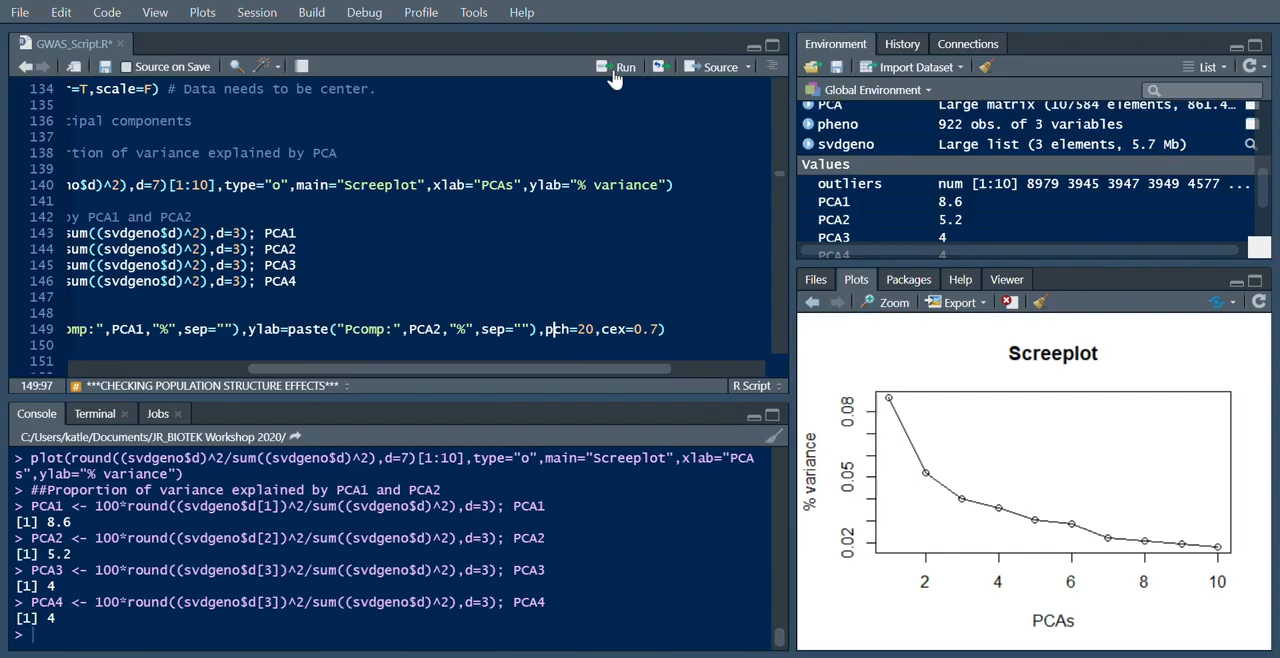 File Edit Code View Plots Session Build Debug Profile Tools Help
GWAS_Script.R*
Source on Save
Run
Source
134 r=T,scale=F) # Data needs to be center.
135
136 cipal components
137
138 rtion of variance explained by PCA
139
140 no$d)^2),d=7)[1:10],type="o",main="Screeplot",xlab="PCAs",ylab="% variance")
141
142 by PCA1 and PCA2
143 sum((svdgeno$d)^2),d=3); PCA1
144 sum((svdgeno$d)^2),d=3); PCA2
145 sum((svdgeno$d)^2),d=3); PCA3
146 sum((svdgeno$d)^2),d=3); PCA4
147
148
149 omp:",PCA1,"%",sep=""),ylab=paste("Pcomp:",PCA2,"%",sep=""),pch=20,cex=0.7)
150
151
149:97 # ***CHECKING POPULATION STRUCTURE EFFECTS*** R Script
Console Terminal Jobs
C:/Users/katle/Documents/JR_BIOTEK Workshop 2020/
> plot(round((svdgeno$d)^2/sum((svdgeno$d)^2),d=7)[1:10],type="o",main="Screeplot",xlab="PCA
s",ylab="% variance")
> ##Proportion of variance explained by PCA1 and PCA2
> PCA1 <- 100*round((svdgeno$d[1])^2/sum((svdgeno$d)^2),d=3); PCA1
[1] 8.6
> PCA2 <- 100*round((svdgeno$d[2])^2/sum((svdgeno$d)^2),d=3); PCA2
[1] 5.2
> PCA3 <- 100*round((svdgeno$d[3])^2/sum((svdgeno$d)^2),d=3); PCA3
[1] 4
> PCA4 <- 100*round((svdgeno$d[3])^2/sum((svdgeno$d)^2),d=3); PCA4
[1] 4
>
Environment History Connections
Import Dataset
List
Global Environment
PCA Large matrix (107584 elements, 861.4…
pheno 922 obs. of 3 variables
svdgeno Large list (3 elements, 5.7 Mb)
Values
outliers num [1:10] 8979 3945 3947 3949 4577 ...
PCA1 8.6
PCA2 5.2
PCA3 4
PCA4 4
Files Plots Packages Help Viewer
Zoom Export
Screeplot
% variance
0.08
0.05
0.02
2 4 6 8 10
PCAs